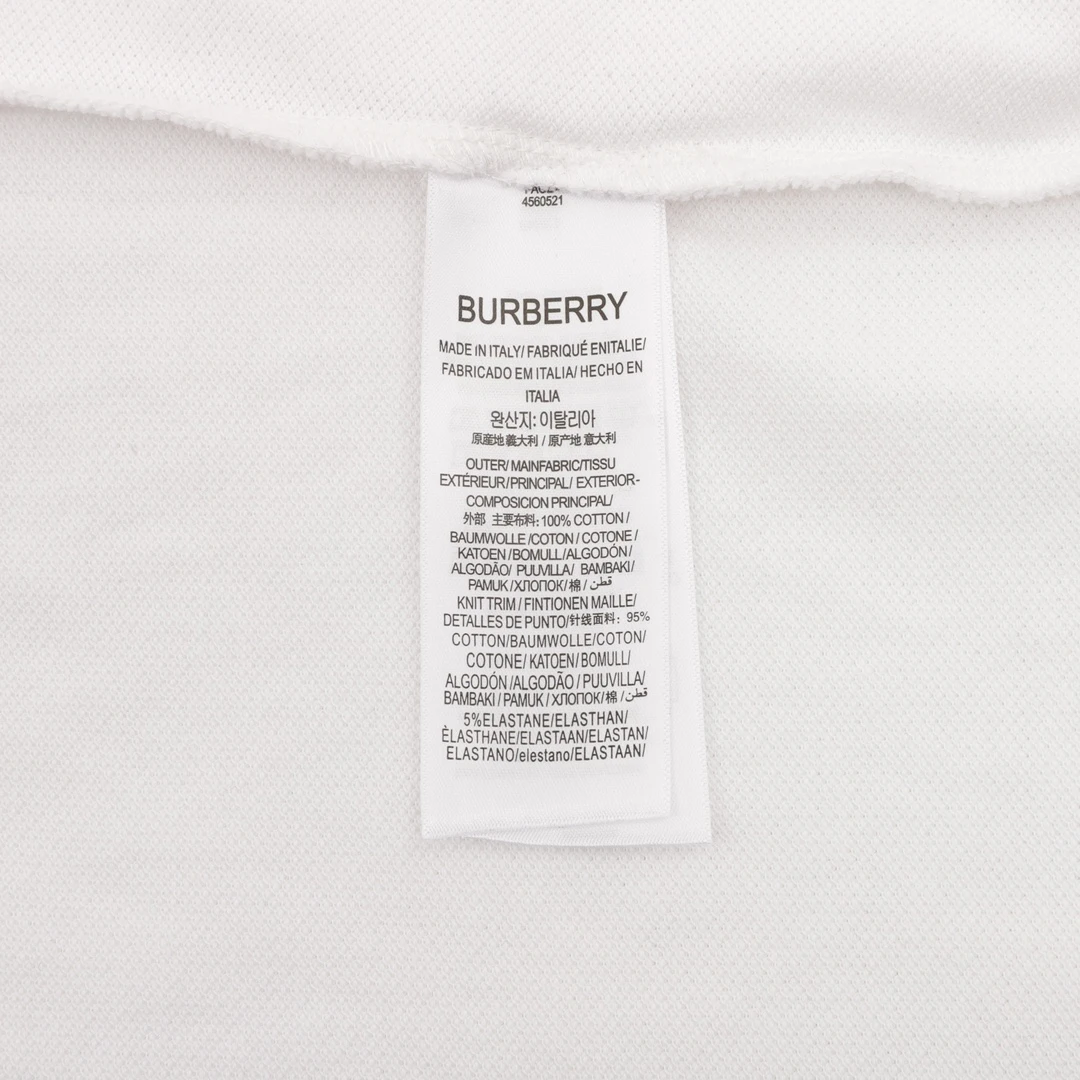 4560521
BURBERRY
MADE IN ITALY/ FABRIQUÉ ENITALIE/
FABRICADO EM ITALIA/ HECHO EN
ITALIA
완산지: 이탈리아
原産地 義大利 / 原产地 意大利
OUTER/ MAINFABRIC/TISSU
EXTÉRIEUR/PRINCIPAL/ EXTERIOR-
COMPOSICION PRINCIPAL/
外部 主要布料: 100% COTTON /
BAUMWOLLE /COTON / COTONE /
KATOEN /BOMULL/ALGODÓN/
ALGODÃO/ PUUVILLA/ BAMBAKI/
PAMUK /ХЛОПОК/ 棉 / قطن
KNIT TRIM / FINTIONEN MAILLE/
DETALLES DE PUNTO/针线面料: 95%
COTTON/BAUMWOLLE/COTON/
COTONE/ KATOEN/ BOMULL/
ALGODÓN /ALGODÃO / PUUVILLA/
BAMBAKI / PAMUK / ХЛОПОК/ 棉 / قطن
5%ELASTANE/ELASTHAN/
ÈLASTHANE/ELASTAAN/ELASTAN/
ELASTANO/elestano/ELASTAAN/